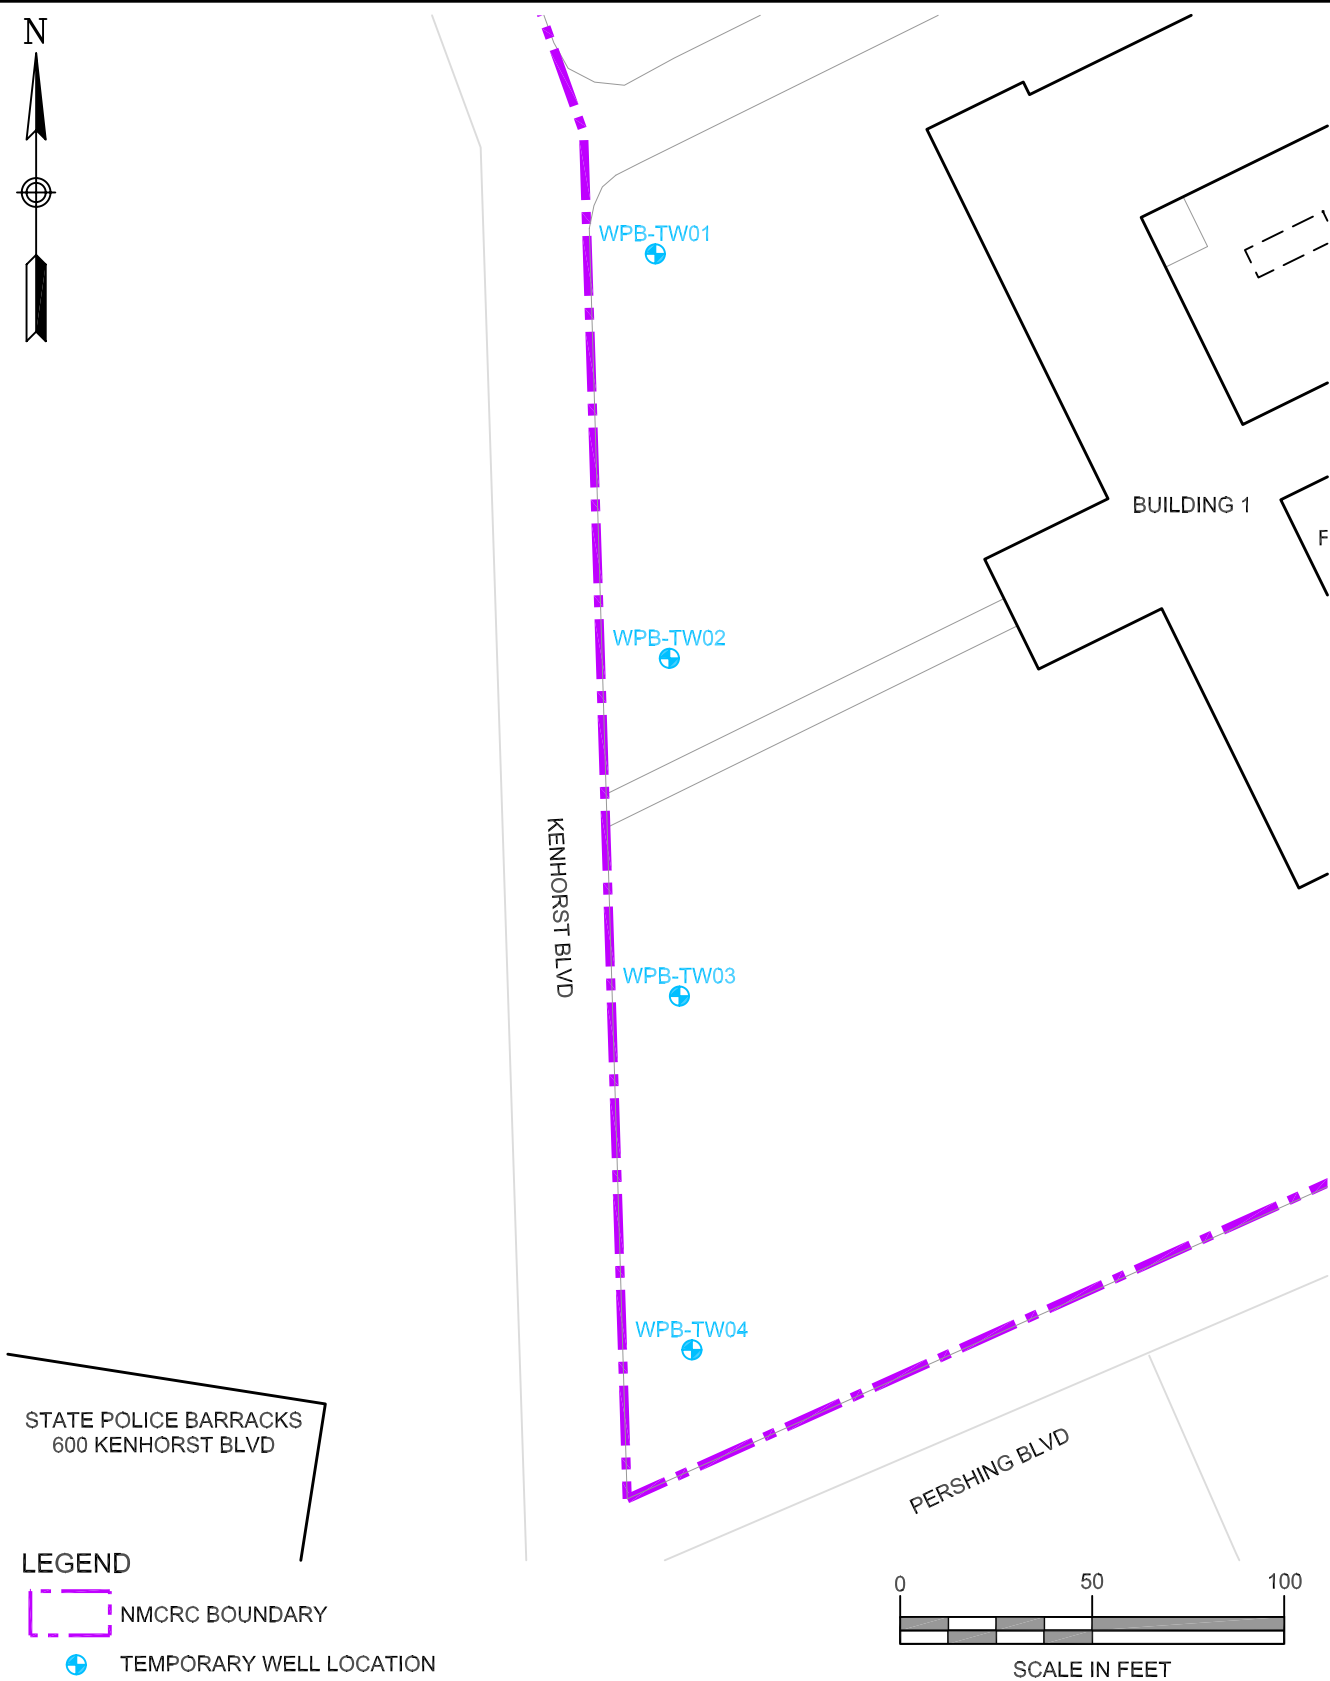 N
WPB-TW01
BUILDING 1
F
WPB-TW02
KENHORST BLVD
WPB-TW03
WPB-TW04
STATE POLICE BARRACKS
600 KENHORST BLVD
PERSHING BLVD
LEGEND
NMCRC BOUNDARY
TEMPORARY WELL LOCATION
0 50 100
SCALE IN FEET